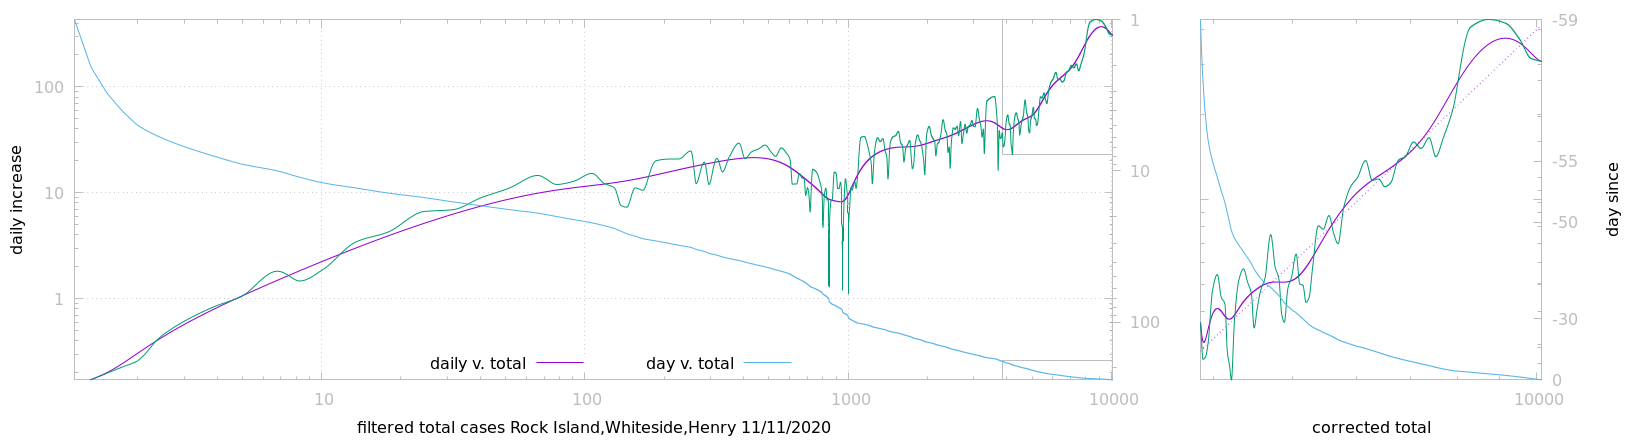 daily increase
100
10
1
1
10
100
daily v. total
day v. total
10
100
1000
10000
filtered total cases Rock Island,Whiteside,Henry 11/11/2020
-59
-55
-50
-30
0
day since
10000
corrected total